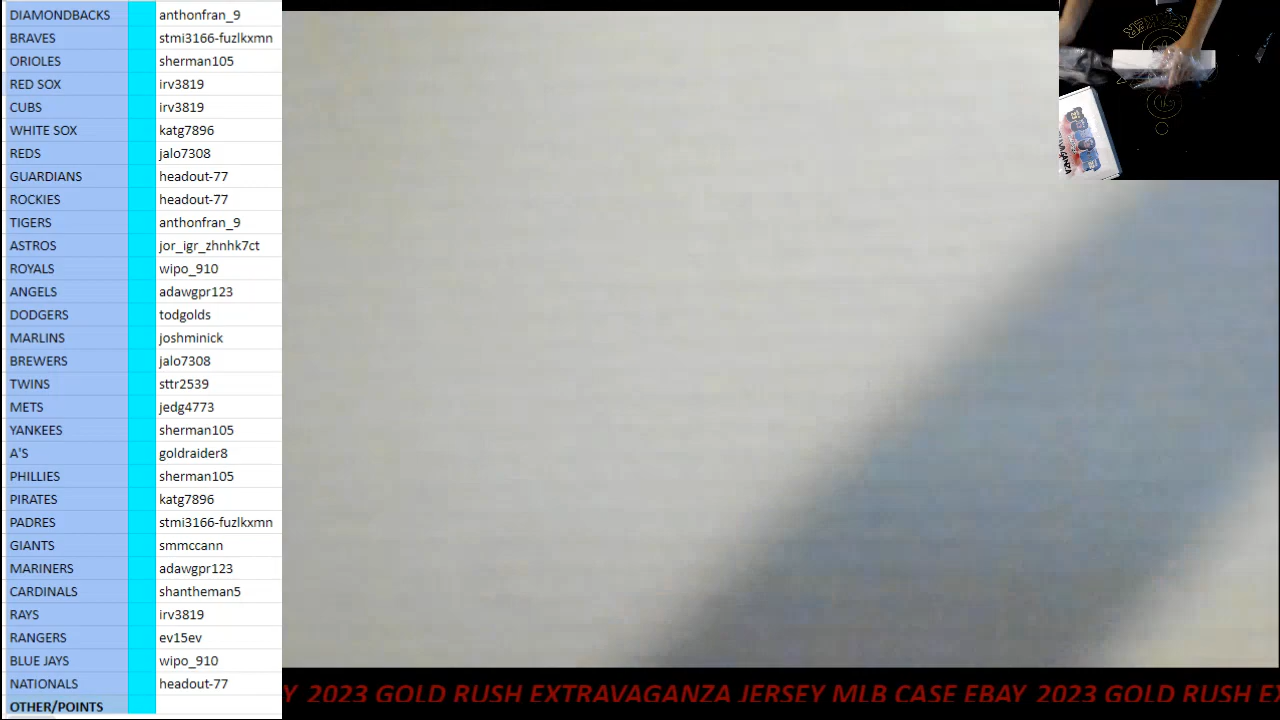 DIAMONDBACKS anthonfran_9
BRAVES stmi3166-fuzlkxmn
ORIOLES sherman105
RED SOX irv3819
CUBS irv3819
WHITE SOX katg7896
REDS jalo7308
GUARDIANS headout-77
ROCKIES headout-77
TIGERS anthonfran_9
ASTROS jor_igr_zhnhk7ct
ROYALS wipo_910
ANGELS adawgpr123
DODGERS todgolds
MARLINS joshminick
BREWERS jalo7308
TWINS sttr2539
METS jedg4773
YANKEES sherman105
A'S goldraider8
PHILLIES sherman105
PIRATES katg7896
PADRES stmi3166-fuzlkxmn
GIANTS smmccann
MARINERS adawgpr123
CARDINALS shantheman5
RAYS irv3819
RANGERS ev15ev
BLUE JAYS wipo_910
NATIONALS headout-77
OTHER/POINTS
Y 2023 GOLD RUSH EXTRAVAGANZA JERSEY MLB CASE EBAY 2023 GOLD RUSH EX